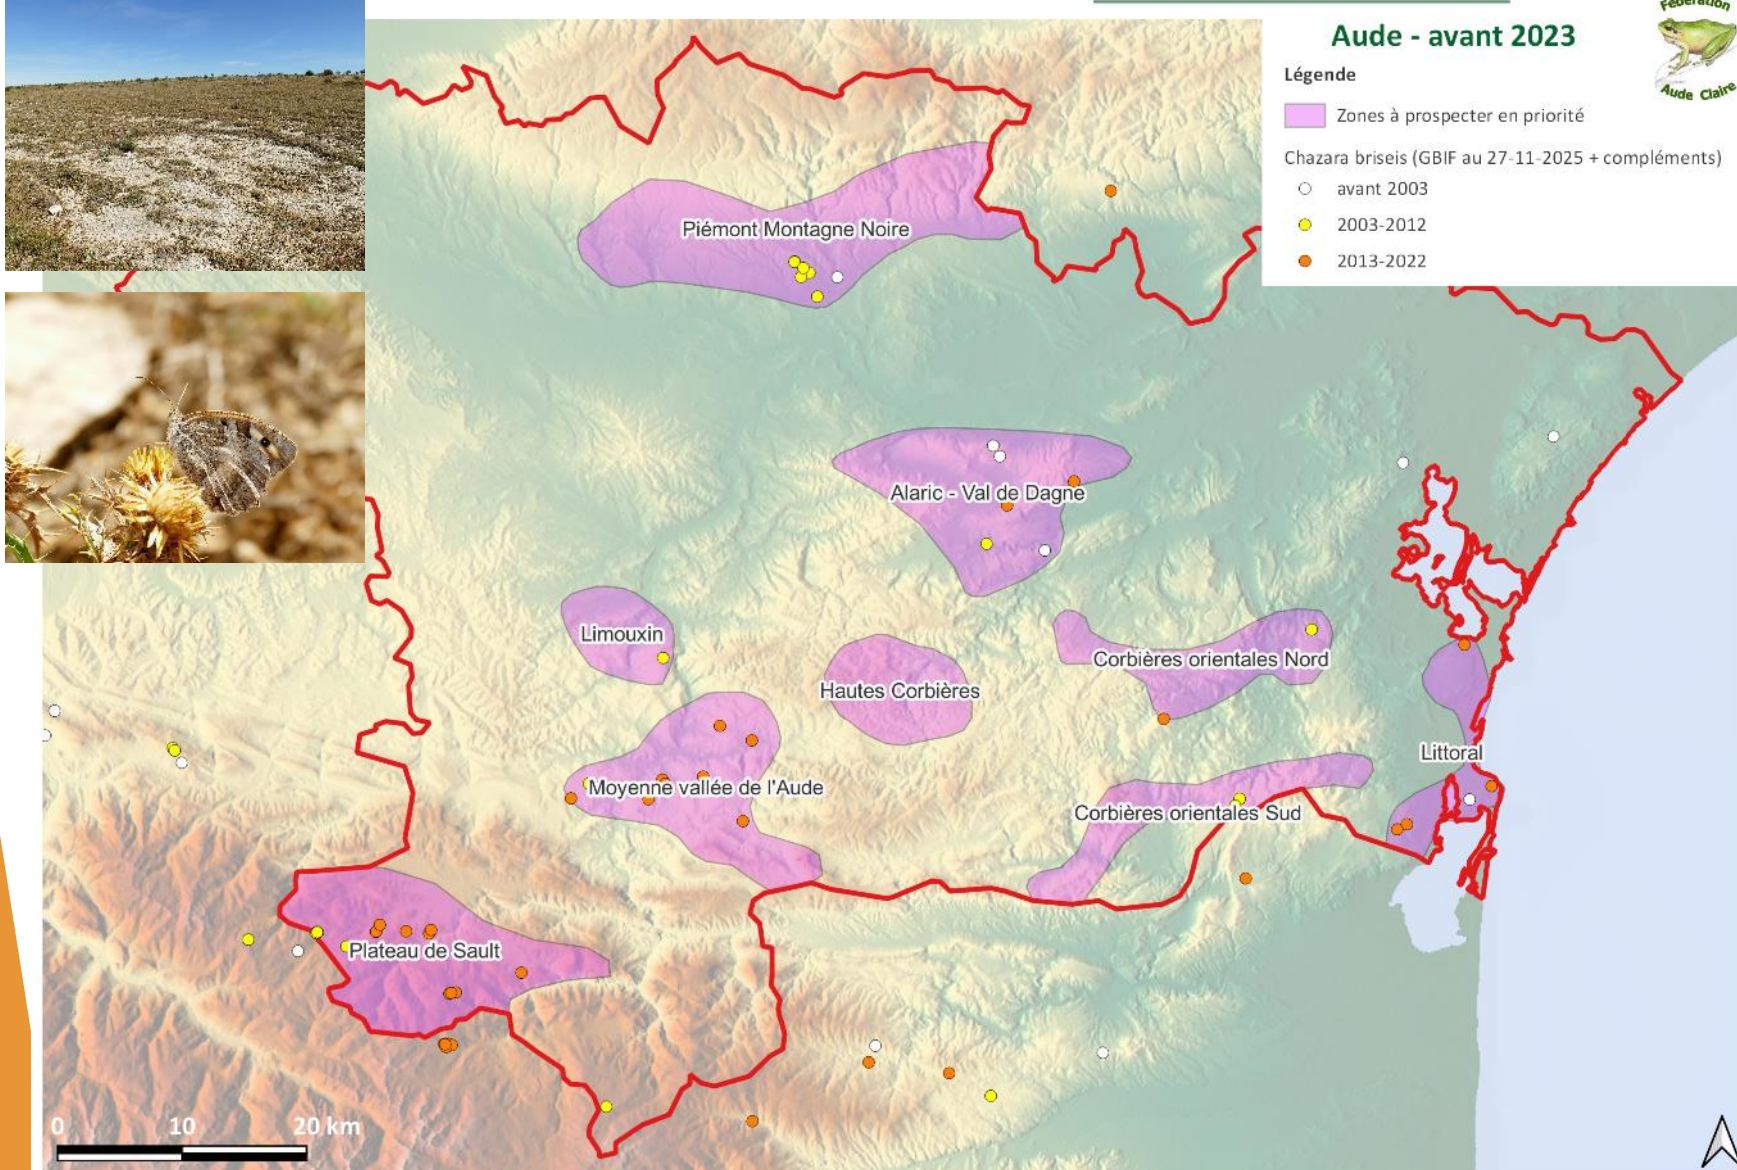 Aude - avant 2023
Fédération
Aude Claire
Légende
Zones à prospecter en priorité
Chazara briseis (GBIF au 27-11-2025 + compléments)
avant 2003
2003-2012
2013-2022
Piémont Montagne Noire
Alaric - Val de Dagne
Limouxin
Corbières orientales Nord
Hautes Corbières
Littoral
Moyenne vallée de l'Aude
Corbières orientales Sud
Plateau de Sault
0 10 20 km